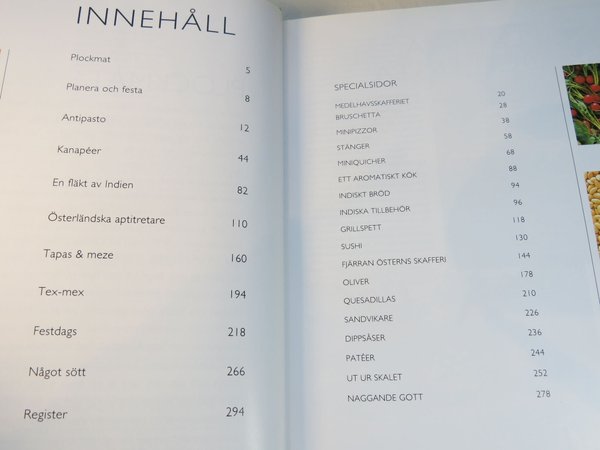 INNEHÅLL
Plockmat 5
Planera och festa 8
Antipasto 12
Kanapéer 44
En fläkt av Indien 82
Österländska aptitretare 110
Tapas & meze 160
Tex-mex 194
Festdags 218
Något sött 266
Register 294
SPECIALSIDOR
MEDELHAVSSKAFFERIET 20
BRUSCHETTA 28
MINIPIZZOR 38
STÄNGER 58
MINIQUICHER 68
ETT AROMATISKT KÖK 88
INDISKT BRÖD 94
INDISKA TILLBEHÖR 96
GRILLSPETT 118
SUSHI 130
FJÄRRAN ÖSTERNS SKAFFERI 144
OLIVER 178
QUESADILLAS 210
SANDVIKARE 226
DIPPSÅSER 236
PATÉER 244
UT UR SKALET 252
NAGGANDE GOTT 278